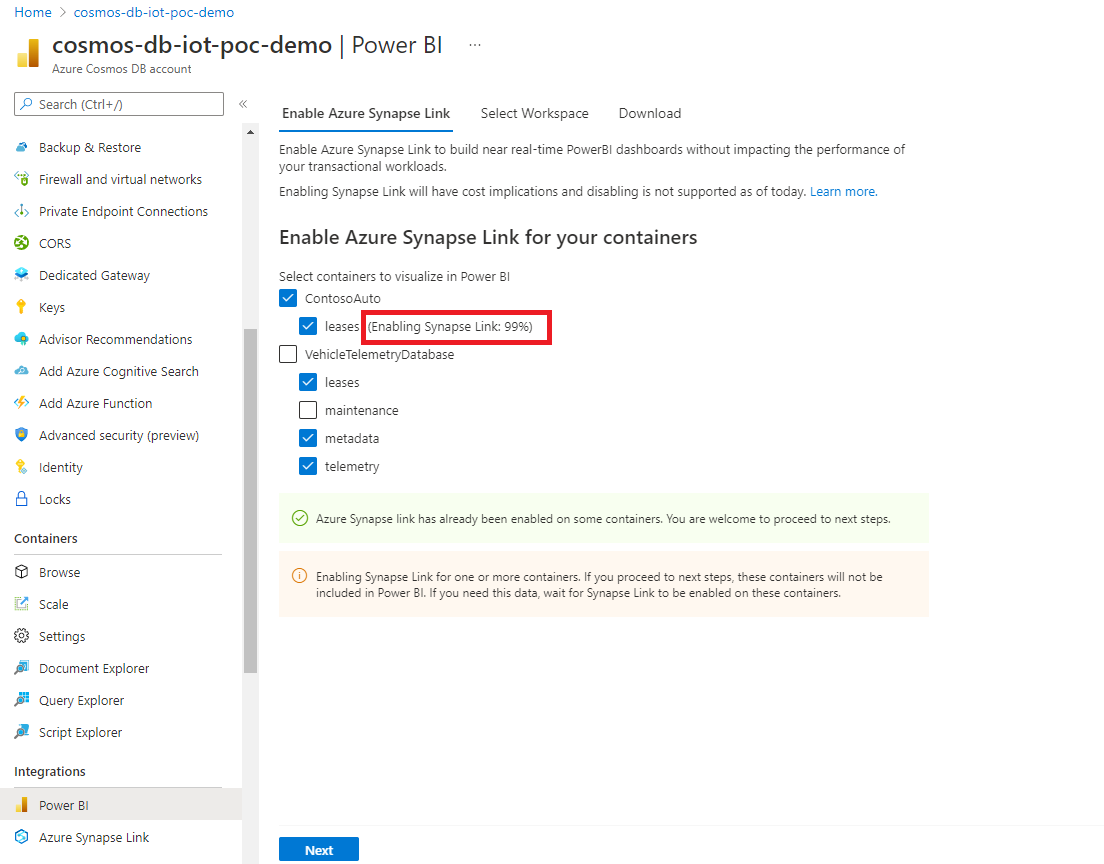 Home > cosmos-db-iot-poc-demo
cosmos-db-iot-poc-demo | Power BI ...
Azure Cosmos DB account
Search (Ctrl+/)
«
Backup & Restore
Firewall and virtual networks
Private Endpoint Connections
CORS
Dedicated Gateway
Keys
Advisor Recommendations
Add Azure Cognitive Search
Add Azure Function
Advanced security (preview)
Identity
Locks
Containers
Browse
Scale
Settings
Document Explorer
Query Explorer
Script Explorer
Integrations
Power BI
Azure Synapse Link
Enable Azure Synapse Link Select Workspace Download
Enable Azure Synapse Link to build near real-time PowerBI dashboards without impacting the performance of
your transactional workloads.
Enabling Synapse Link will have cost implications and disabling is not supported as of today. Learn more.
Enable Azure Synapse Link for your containers
Select containers to visualize in Power BI
ContosoAuto
leases (Enabling Synapse Link: 99%)
VehicleTelemetryDatabase
leases
maintenance
metadata
telemetry
Azure Synapse link has already been enabled on some containers. You are welcome to proceed to next steps.
Enabling Synapse Link for one or more containers. If you proceed to next steps, these containers will not be
included in Power BI. If you need this data, wait for Synapse Link to be enabled on these containers.
Next